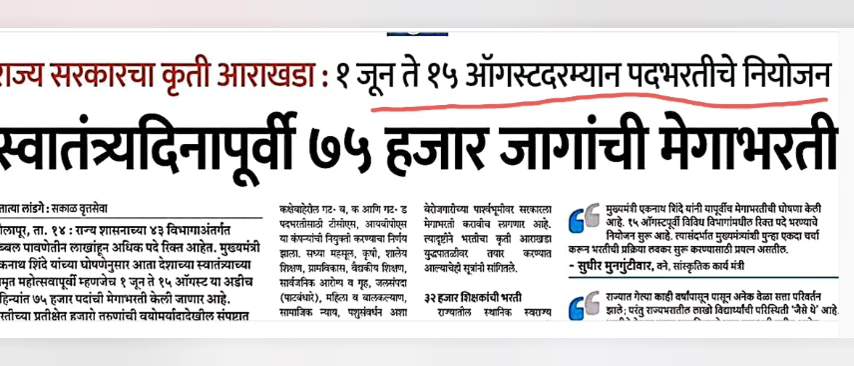 राज्य सरकारचा कृती आराखडा : १ जून ते १५ ऑगस्टदरम्यान पदभरतीचे नियोजन
स्वातंत्र्यदिनापूर्वी ७५ हजार जागांची मेगाभरती
तात्या लांडगे : सकाळ वृत्तसेवा
सोलापूर, ता. १४ : राज्य शासनाच्या ४३ विभागाअंतर्गत
तब्बल पावणेतीन लाखांहून अधिक पदे रिक्त आहेत. मुख्यमंत्री
एकनाथ शिंदे यांच्या घोषणेनुसार आता देशाच्या स्वातंत्र्याच्या
अमृत महोत्सवापूर्वी म्हणजेच १ जून ते १५ ऑगस्ट या अडीच
महिन्यांत ७५ हजार पदांची मेगाभरती केली जाणार आहे.
भरतीच्या प्रतीक्षेत हजारो तरुणांची वयोमर्यादादेखील संपुष्टात
कक्षेबाहेरील गट- ब, क आणि गट- ड
पदभरतीसाठी टीसीएस, आयबीपीएस
या कंपन्यांची नियुक्ती करण्याचा निर्णय
झाला. सध्या महसूल, कृषी, शालेय
शिक्षण, ग्रामविकास, वैद्यकीय शिक्षण,
सार्वजनिक आरोग्य व गृह, जलसंपदा
(पाटबंधारे), महिला व बालकल्याण,
सामाजिक न्याय, पशुसंवर्धन अशा
बेरोजगारीच्या पार्श्वभूमीवर सरकारला
मेगाभरती करावीच लागणार आहे.
त्यादृष्टीने भरतीचा कृती आराखडा
युद्धपातळीवर तयार करण्यात
आल्याचेही सूत्रांनी सांगितले.
३२ हजार शिक्षकांची भरती
राज्यातील स्थानिक स्वराज्य
मुख्यमंत्री एकनाथ शिंदे यांनी यापूर्वीच मेगाभरतीची घोषणा केली
आहे. १५ ऑगस्टपूर्वी विविध विभागांमधील रिक्त पदे भरण्याचे
नियोजन सुरू आहे. त्यासंदर्भात मुख्यमंत्र्यांशी पुन्हा एकदा चर्चा
करून भरतीची प्रक्रिया लवकर सुरू करण्यासाठी प्रयत्न असतील.
- सुधीर मुनगुंटीवार, वने, सांस्कृतिक कार्य मंत्री
राज्यात गेल्या काही वर्षांपासून पासून अनेक वेळा सत्ता परिवर्तन
झाले; परंतु राज्यभरातील लाखो विद्यार्थ्यांची परिस्थिती 'जैसे थे' आहे.